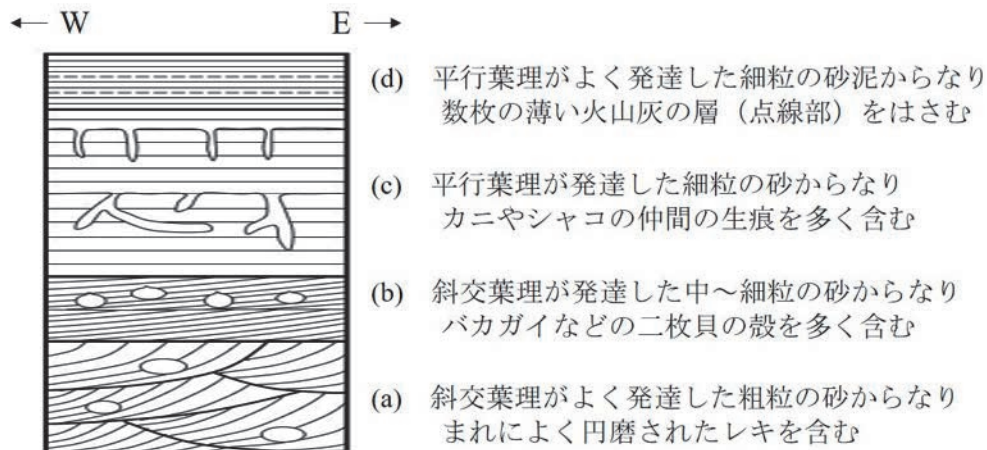 ← W E →
(d) 平行葉理がよく発達した細粒の砂泥からなり
数枚の薄い火山灰の層（点線部）をはさむ
(c) 平行葉理が発達した細粒の砂からなり
カニやシャコの仲間の生痕を多く含む
(b) 斜交葉理が発達した中～細粒の砂からなり
バカガイなどの二枚貝の殻を多く含む
(a) 斜交葉理がよく発達した粗粒の砂からなり
まれによく円磨されたレキを含む